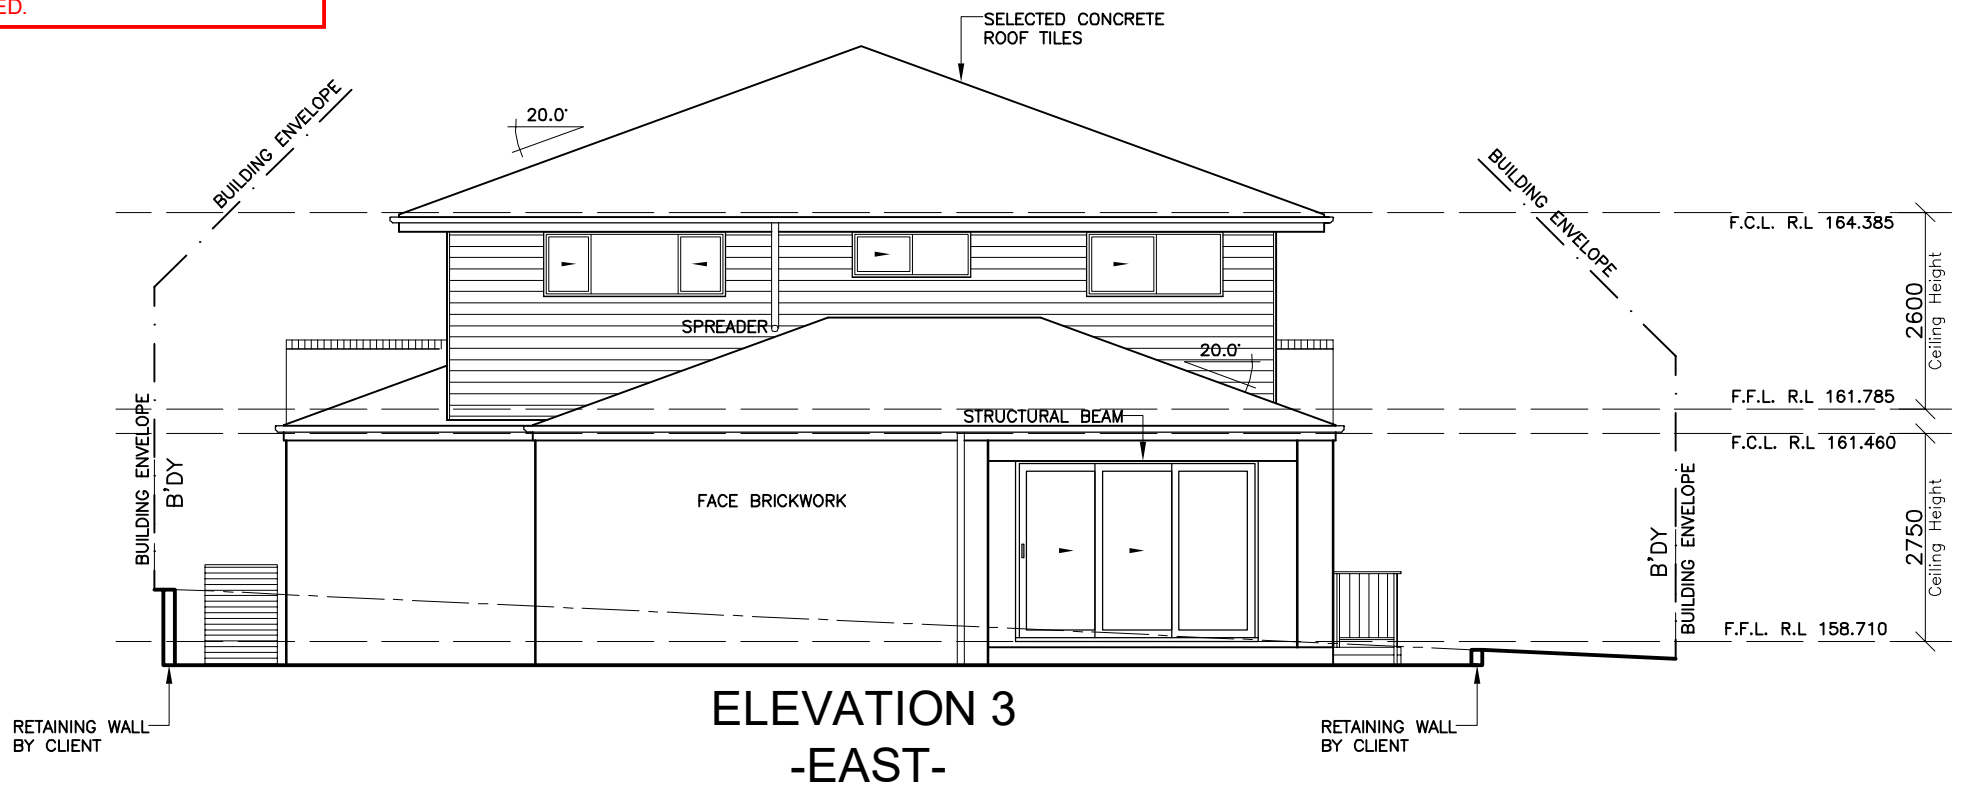 ED.
SELECTED CONCRETE
ROOF TILES
BUILDING ENVELOPE
20.0°
BUILDING ENVELOPE
F.C.L. R.L 164.385
2600
Ceiling Height
SPREADER
20.0°
F.F.L. R.L 161.785
STRUCTURAL BEAM
F.C.L. R.L 161.460
BUILDING ENVELOPE
B'DY
FACE BRICKWORK
B'DY
BUILDING ENVELOPE
2750
Ceiling Height
F.F.L. R.L 158.710
RETAINING WALL
BY CLIENT
ELEVATION 3
-EAST-
RETAINING WALL
BY CLIENT